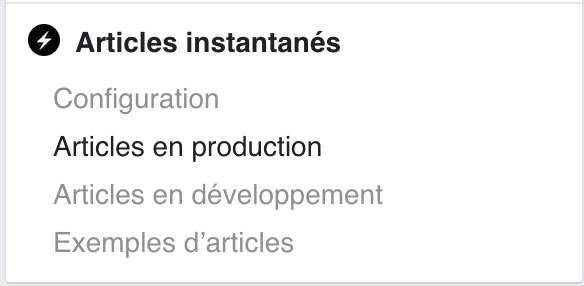 Articles instantanés
Configuration
Articles en production
Articles en développement
Exemples d’articles